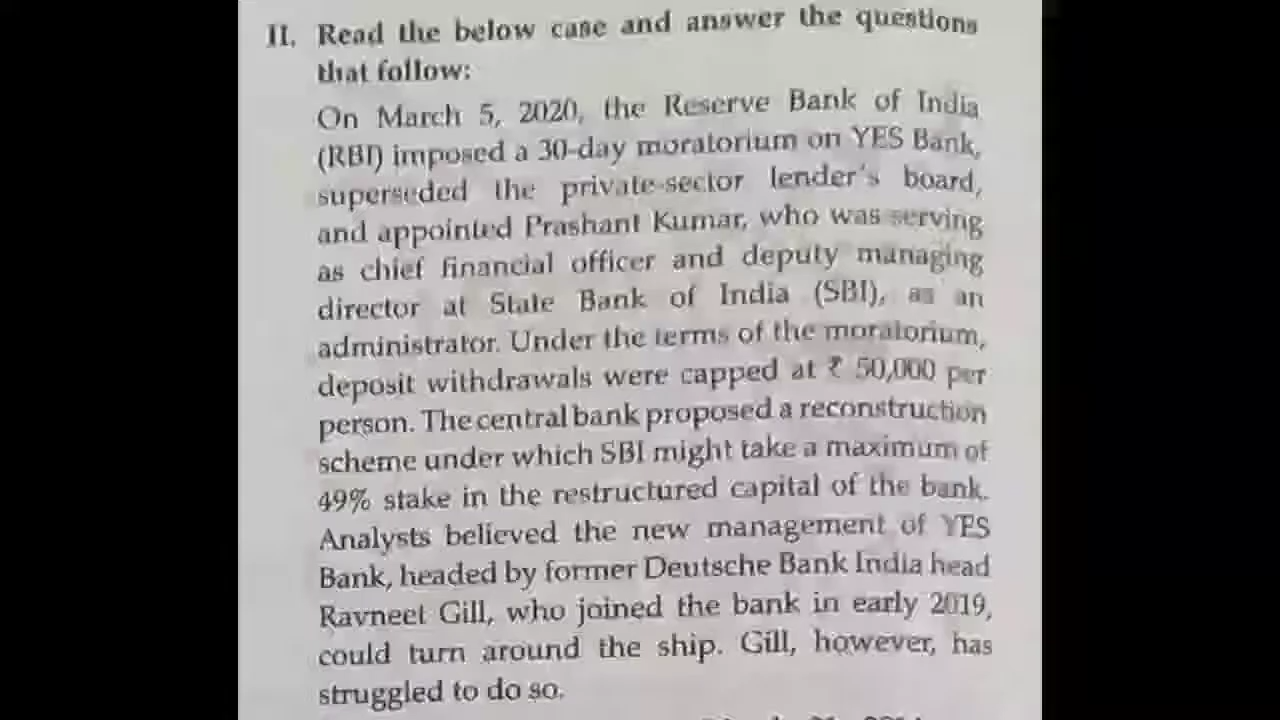 II. Read the below case and answer the questions
that follow:
On March 5, 2020, the Reserve Bank of India
(RBI) imposed a 30-day moratorium on YES Bank,
superseded the private-sector lender's board,
and appointed Prashant Kumar, who was serving
as chief financial officer and deputy managing
director at State Bank of India (SBI), as an
administrator. Under the terms of the moratorium,
deposit withdrawals were capped at ₹ 50,000 per
person. The central bank proposed a reconstruction
scheme under which SBI might take a maximum of
49% stake in the restructured capital of the bank.
Analysts believed the new management of YES
Bank, headed by former Deutsche Bank India head
Ravneet Gill, who joined the bank in early 2019,
could turn around the ship. Gill, however, has
struggled to do so.